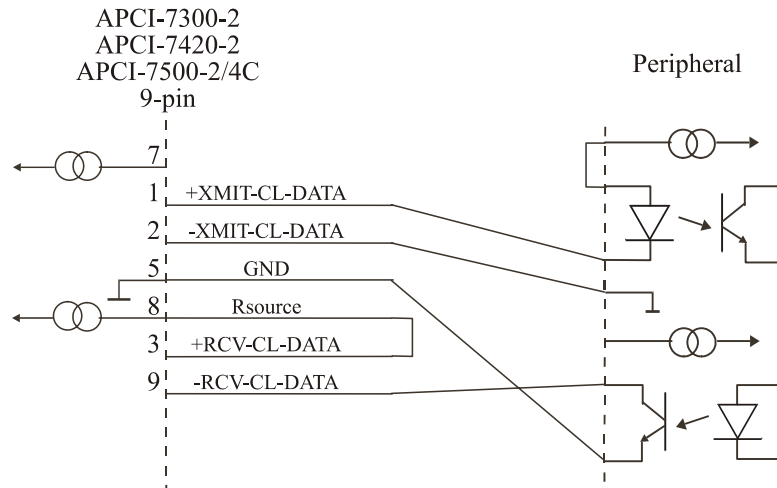 APCI-7300-2
APCI-7420-2
APCI-7500-2/4C
9-pin
Peripheral
7
1 +XMIT-CL-DATA
2 -XMIT-CL-DATA
5 GND
8 Rsource
3 +RCV-CL-DATA
9 -RCV-CL-DATA